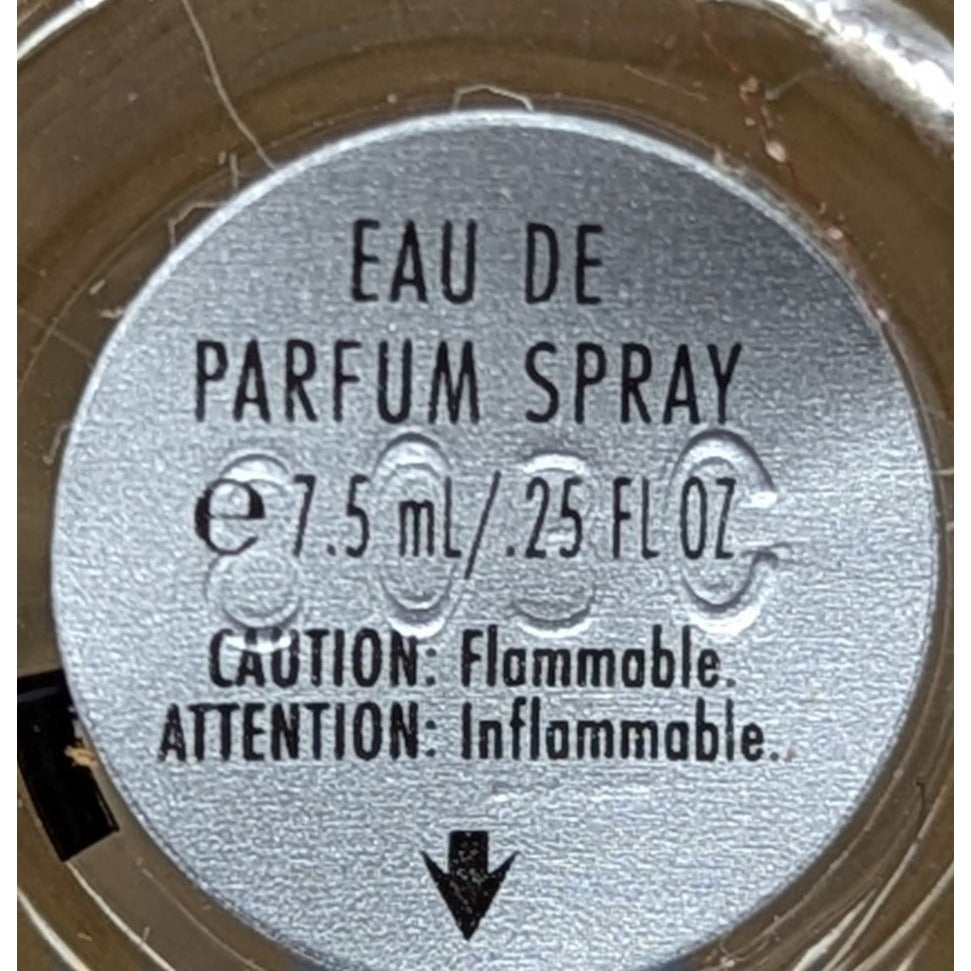 EAU DE
PARFUM SPRAY
℮ 7.5 mL/.25 FL OZ
CAUTION: Flammable.
ATTENTION: Inflammable.